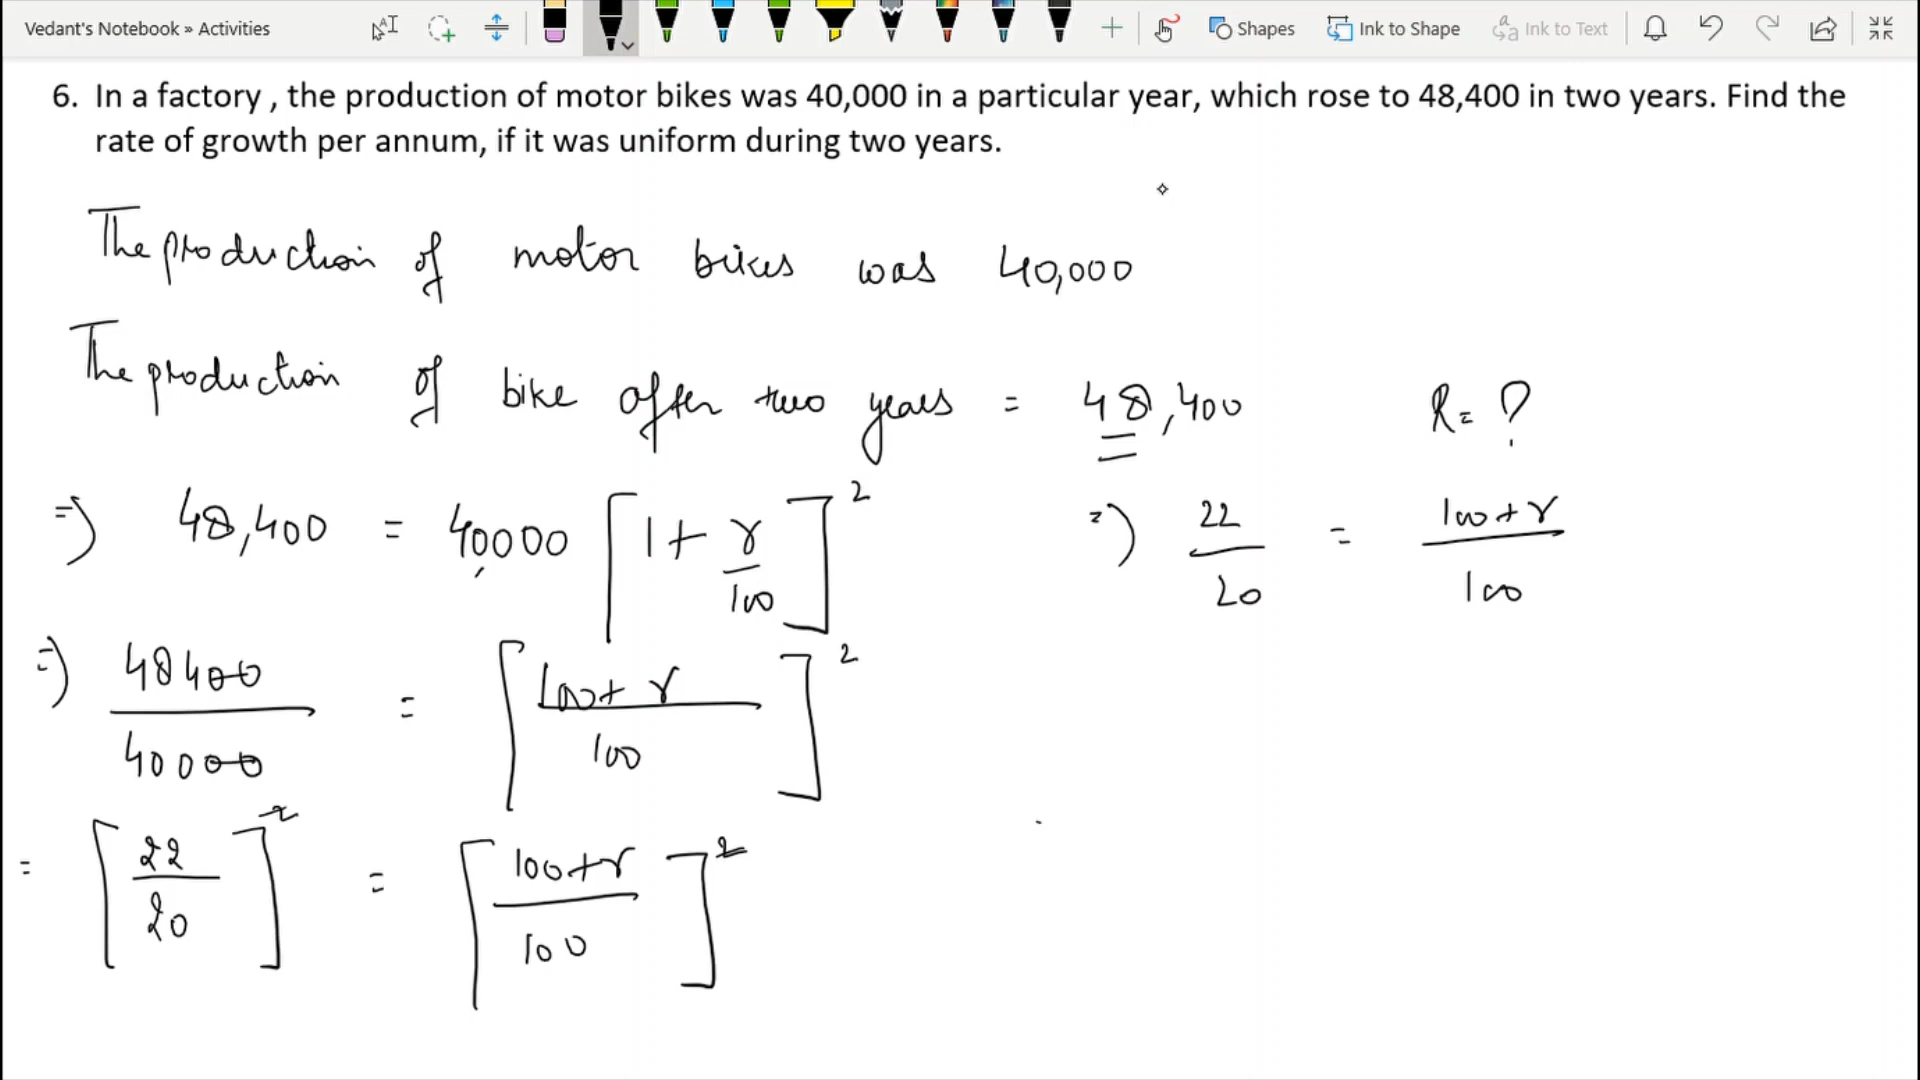 Vedant's Notebook » Activities
Shapes
Ink to Shape
Ink to Text
6. In a factory , the production of motor bikes was 40,000 in a particular year, which rose to 48,400 in two years. Find the
rate of growth per annum, if it was uniform during two years.
The production of motor bikes was 40,000
The production of bike after two years = 48,400
R= ?
=) 48,400 = 40,000 [1 + r/100]^2
=) 48400/40000 = [100+r/100]^2
= [22/20]^2 = [100+r/100]^2
=) 22/20 = 100+r/100